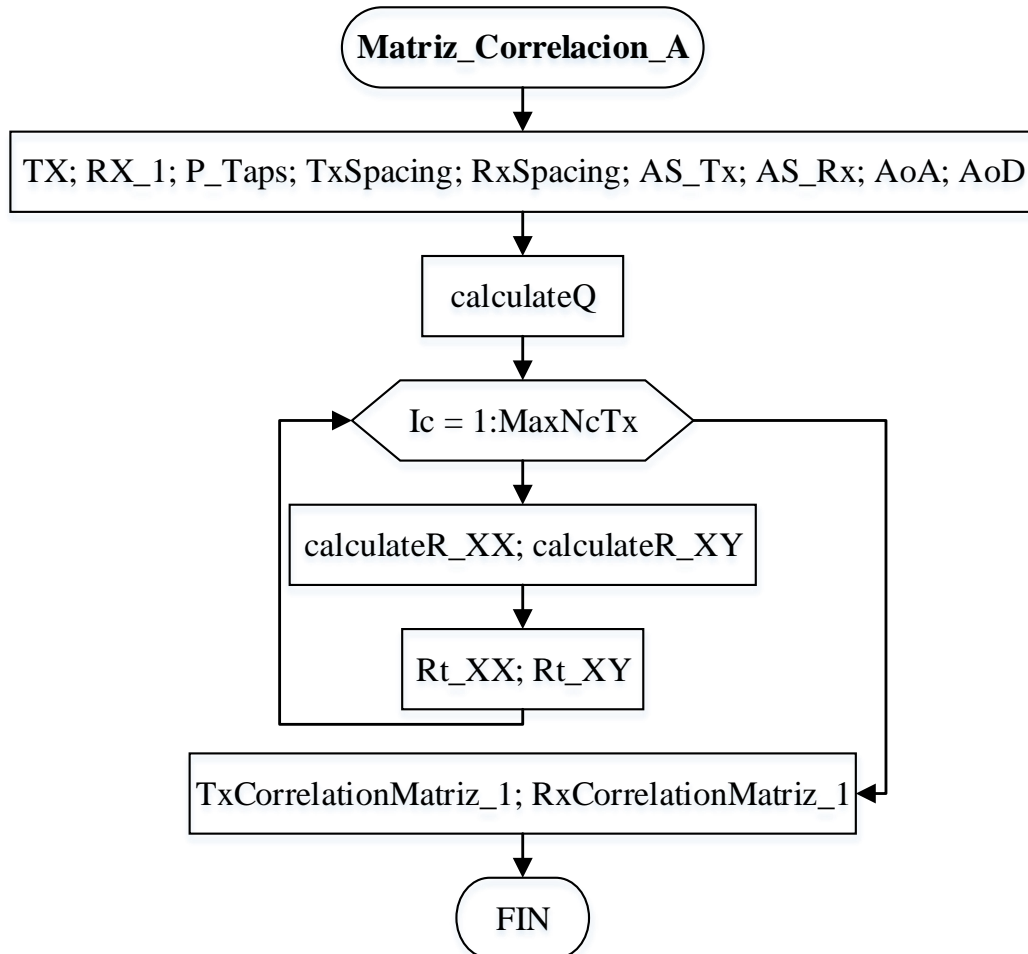 Matriz_Correlacion_A
TX; RX_1; P_Taps; TxSpacing; RxSpacing; AS_Tx; AS_Rx; AoA; AoD
calculateQ
Ic = 1:MaxNcTx
calculateR_XX; calculateR_XY
Rt_XX; Rt_XY
TxCorrelationMatriz_1; RxCorrelationMatriz_1
FIN